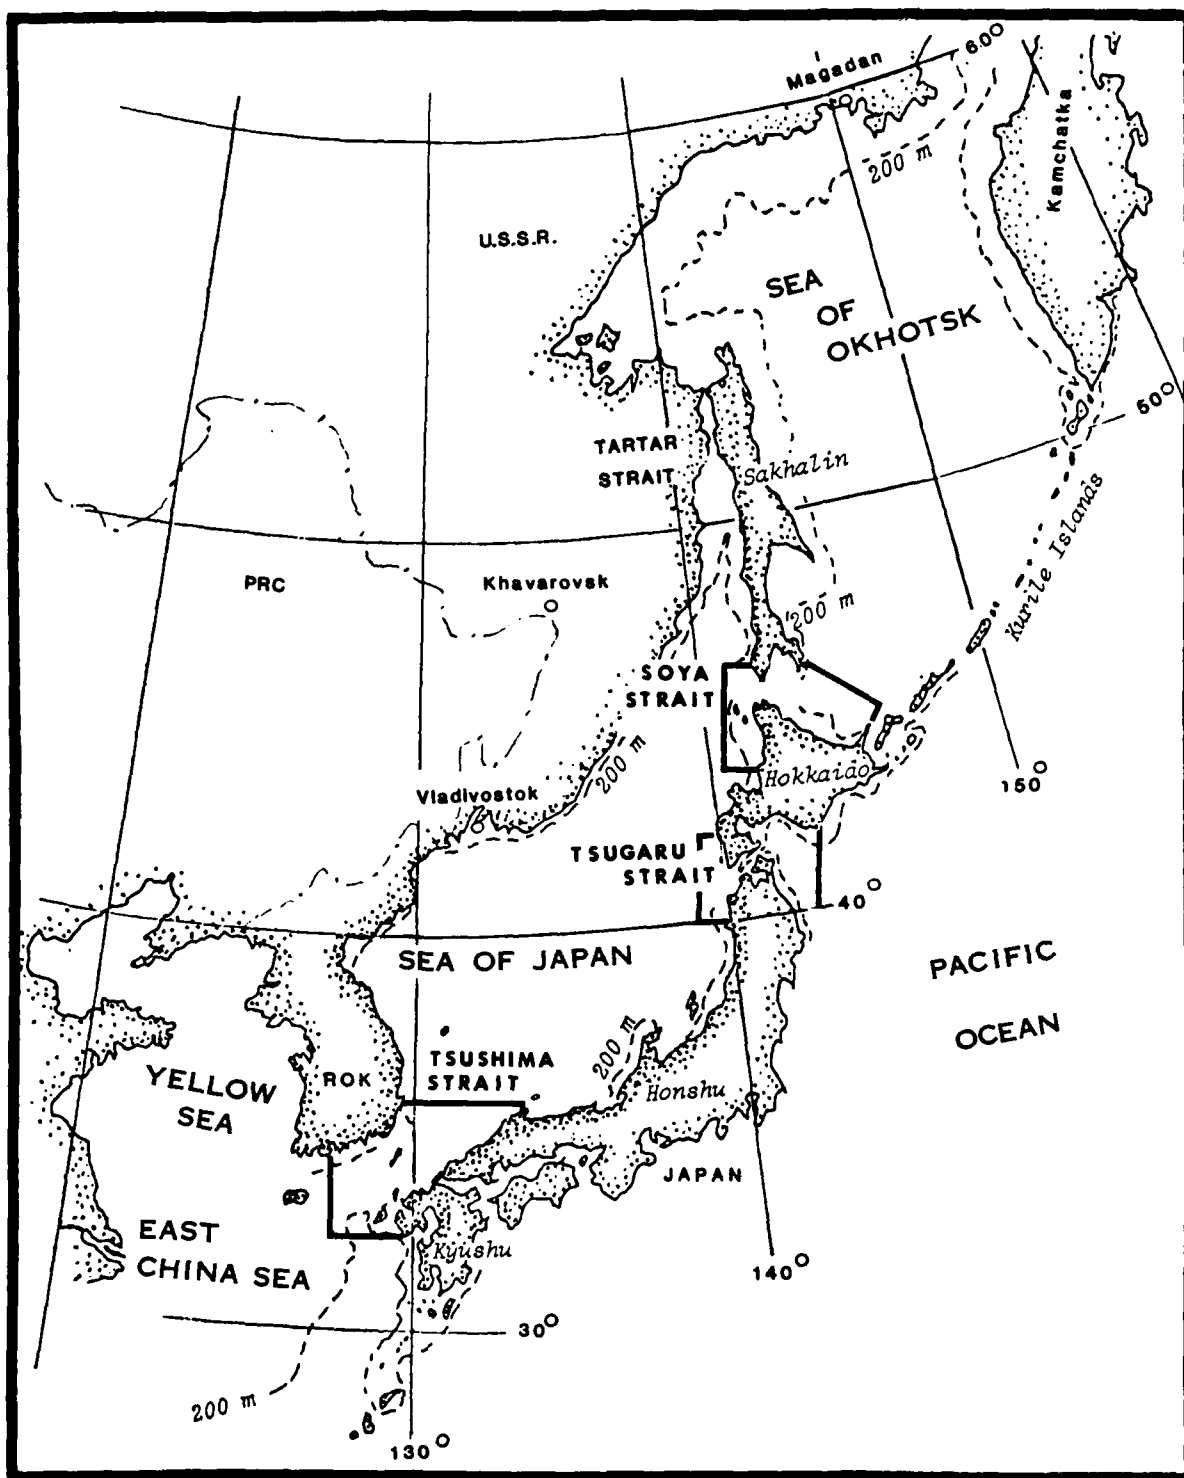 Magadan
60°
Kamchatka
200 m
U.S.S.R.
SEA
OF
OKHOTSK
50°
TARTAR
STRAIT
Sakhalin
Kurile Islands
PRC
Khavarovsk
200 m
SOYA
STRAIT
200 m
Hokkaiao
150°
Vladivostok
TSUGARU
STRAIT
40°
SEA OF JAPAN
PACIFIC
OCEAN
200 m
TSUSHIMA
STRAIT
YELLOW
SEA
ROK
Honshu
JAPAN
EAST
CHINA SEA
Kyushu
140°
30°
200 m
130°